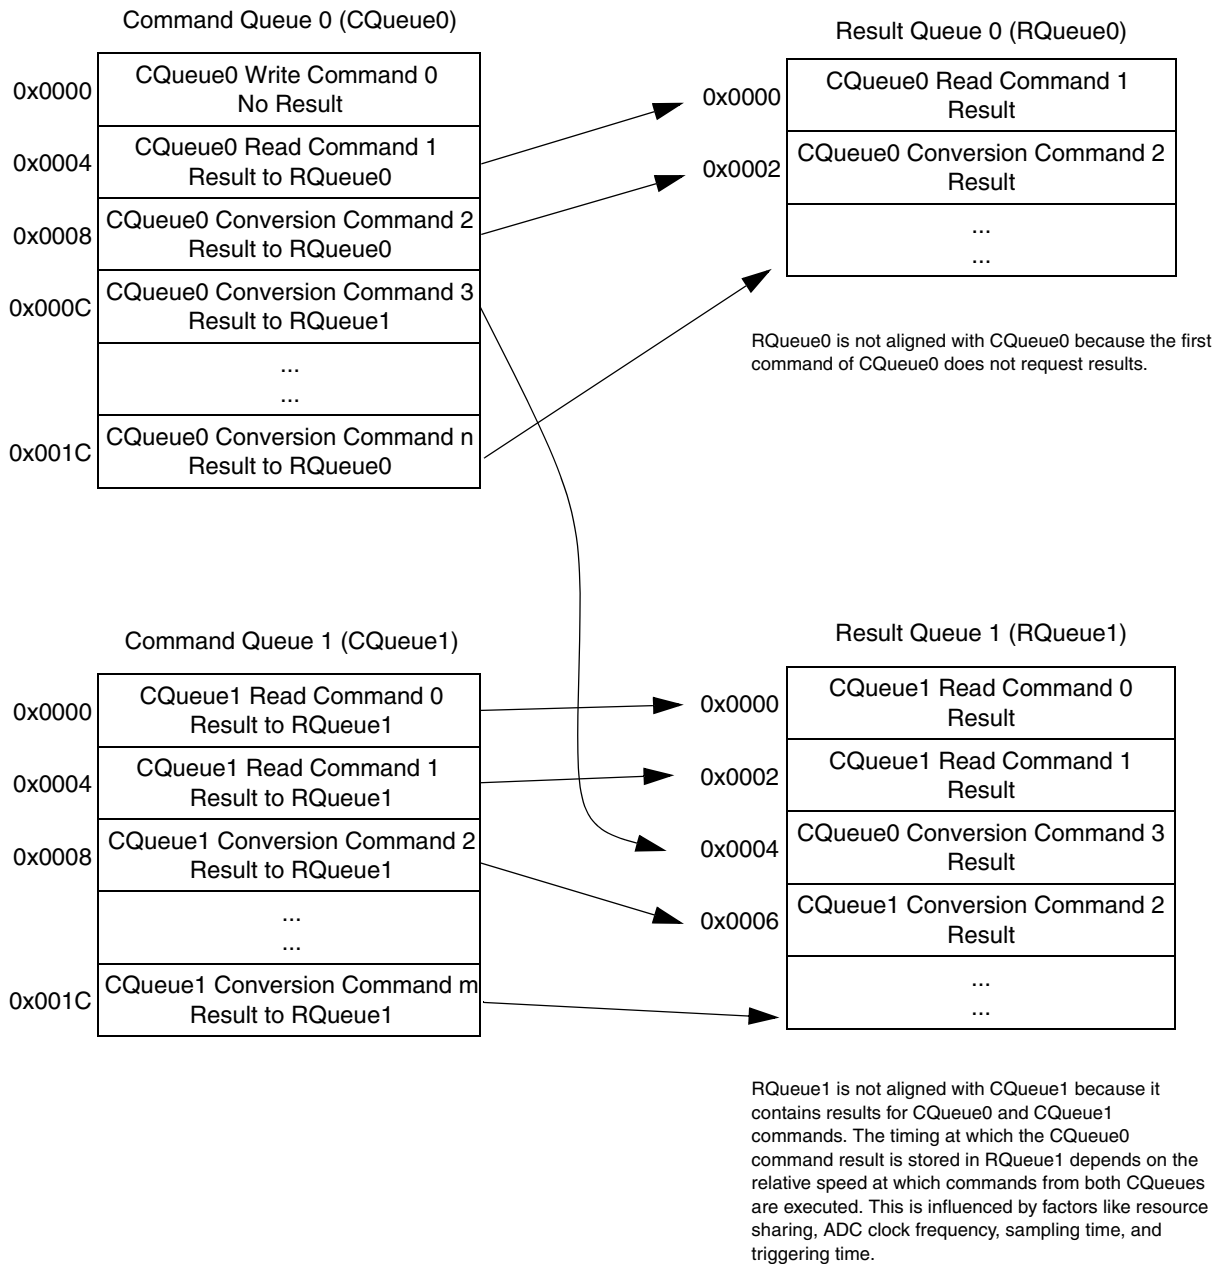 Command Queue 0 (CQueue0)
0x0000
CQueue0 Write Command 0
No Result
0x0004
CQueue0 Read Command 1
Result to RQueue0
0x0008
CQueue0 Conversion Command 2
Result to RQueue0
0x000C
CQueue0 Conversion Command 3
Result to RQueue1
...
...
0x001C
CQueue0 Conversion Command n
Result to RQueue0
Result Queue 0 (RQueue0)
0x0000
CQueue0 Read Command 1
Result
0x0002
CQueue0 Conversion Command 2
Result
...
...
RQueue0 is not aligned with CQueue0 because the first
command of CQueue0 does not request results.
Command Queue 1 (CQueue1)
0x0000
CQueue1 Read Command 0
Result to RQueue1
0x0004
CQueue1 Read Command 1
Result to RQueue1
0x0008
CQueue1 Conversion Command 2
Result to RQueue1
...
...
0x001C
CQueue1 Conversion Command m
Result to RQueue1
Result Queue 1 (RQueue1)
0x0000
CQueue1 Read Command 0
Result
0x0002
CQueue1 Read Command 1
Result
0x0004
CQueue0 Conversion Command 3
Result
0x0006
CQueue1 Conversion Command 2
Result
...
...
RQueue1 is not aligned with CQueue1 because it
contains results for CQueue0 and CQueue1
commands. The timing at which the CQueue0
command result is stored in RQueue1 depends on the
relative speed at which commands from both CQueues
are executed. This is influenced by factors like resource
sharing, ADC clock frequency, sampling time, and
triggering time.